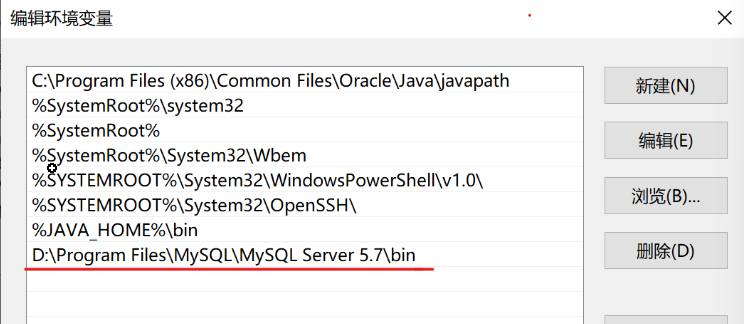 编辑环境变量
C:\Program Files (x86)\Common Files\Oracle\Java\javapath
%SystemRoot%\system32
%SystemRoot%
%SystemRoot%\System32\Wbem
%SYSTEMROOT%\System32\WindowsPowerShell\v1.0\
%SYSTEMROOT%\System32\OpenSSH\
%JAVA_HOME%\bin
D:\Program Files\MySQL\MySQL Server 5.7\bin
新建(N)
编辑(E)
浏览(B)...
删除(D)